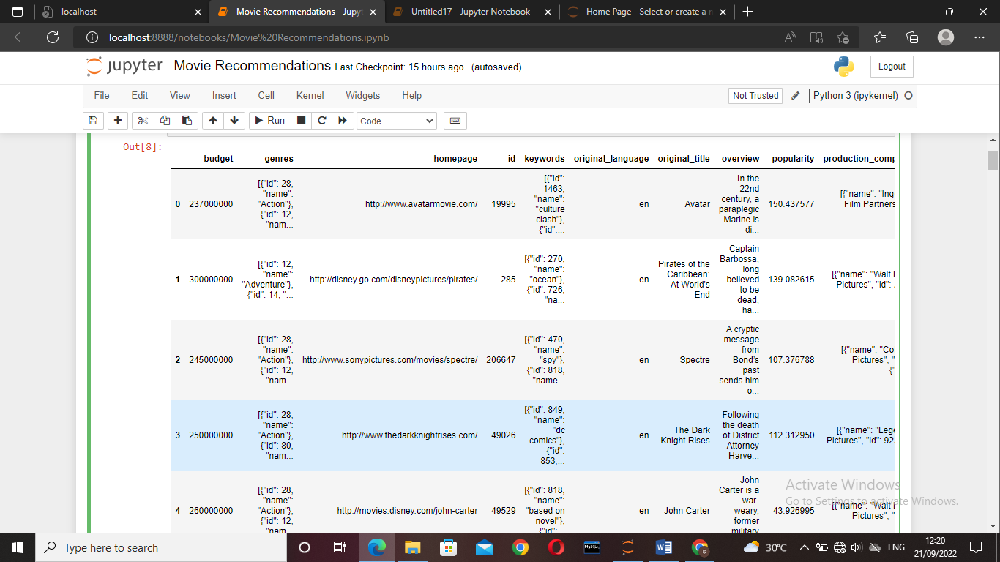 localhost
Movie Recommendations - Jupyt
Untitled17 - Jupyter Notebook
Home Page - Select or create a n
localhost:8888/notebooks/Movie%20Recommendations.ipynb
jupyter Movie Recommendations Last Checkpoint: 15 hours ago (autosaved)
Logout
File Edit View Insert Cell Kernel Widgets Help
Not Trusted
Python 3 (ipykernel)
Run
Code
Out[8]:
budget genres homepage id keywords original_language original_title overview popularity production_comp
0 237000000
[{"id": 28,
"name":
"Action"},
{"id": 12,
"nam...
http://www.avatarmovie.com/ 19995
[{"id":
1463,
"name":
"culture
clash"},
{"id":...
en Avatar
In the
22nd
century, a
paraplegic
Marine is
di...
150.437577
[{"name": "Inge
Film Partners
1 300000000
[{"id": 12,
"name":
"Adventure"},
{"id": 14, "...
http://disney.go.com/disneypictures/pirates/ 285
[{"id": 270,
"name":
"ocean"},
{"id": 726,
"na...
en
Pirates of the
Caribbean:
At World's
End
Captain
Barbossa,
long
believed
to be
dead,
ha...
139.082615
[{"name": "Walt D
Pictures", "id": 2
2 245000000
[{"id": 28,
"name":
"Action"},
{"id": 12,
"nam...
http://www.sonypictures.com/movies/spectre/ 206647
[{"id": 470,
"name":
"spy"},
{"id": 818,
"name...
en Spectre
A cryptic
message
from
Bond's
past
sends him
o...
107.376788
[{"name": "Col
Pictures", "
{"
3 250000000
[{"id": 28,
"name":
"Action"},
{"id": 80,
"nam...
http://www.thedarkknightrises.com/ 49026
[{"id": 849,
"name":
"dc
comics"},
{"id":
853,...
en
The Dark
Knight Rises
Following
the death
of District
Attorney
Harve...
112.312950
[{"name": "Lege
Pictures", "id": 923
4 260000000
[{"id": 28,
"name":
"Action"},
{"id": 12,
"nam
http://movies.disney.com/john-carter 49529
[{"id": 818,
"name":
"based on
novel"},
{"id":
en John Carter
John
Carter is a
war-
weary,
former
military
43.926995
[{"name": "Walt D
Pictures", "
Activate Windows
Go to Settings to activate Windows.
Type here to search
MySQL
30°C
ENG
12:20
21/09/2022